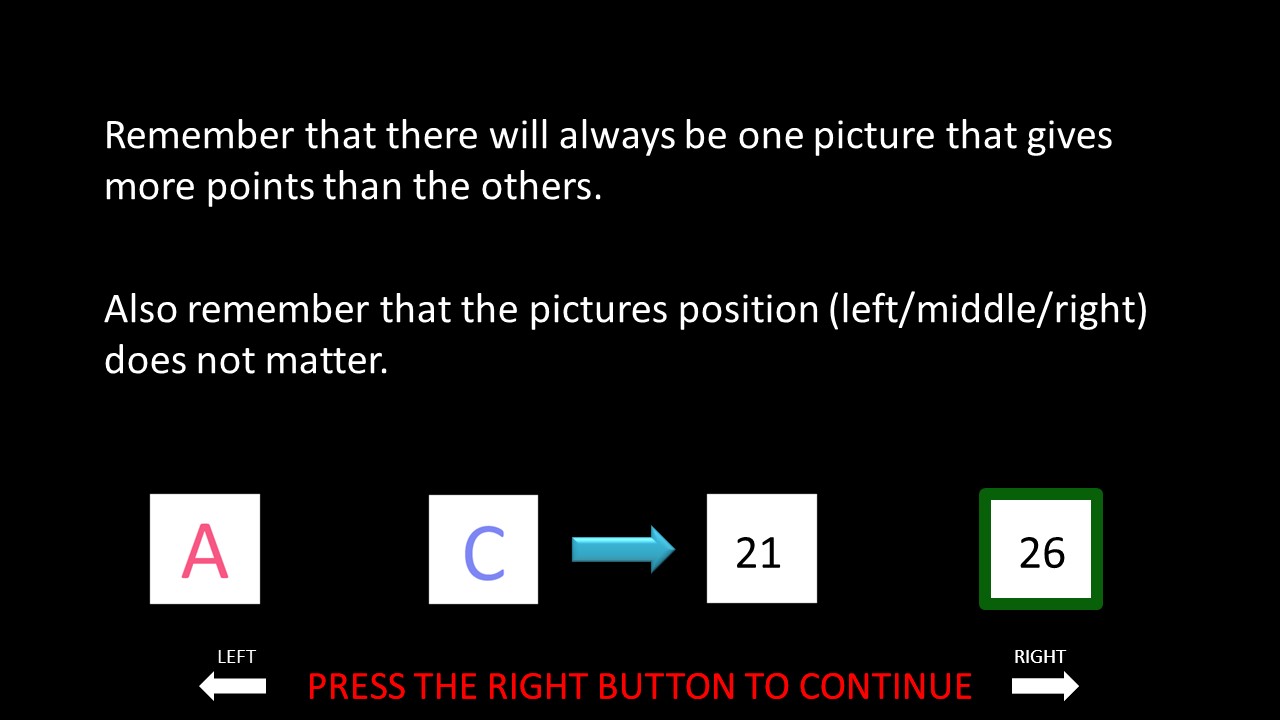 Remember that there will always be one picture that gives
more points than the others.
Also remember that the pictures position (left/middle/right)
does not matter.
A C 21 26
LEFT RIGHT
PRESS THE RIGHT BUTTON TO CONTINUE